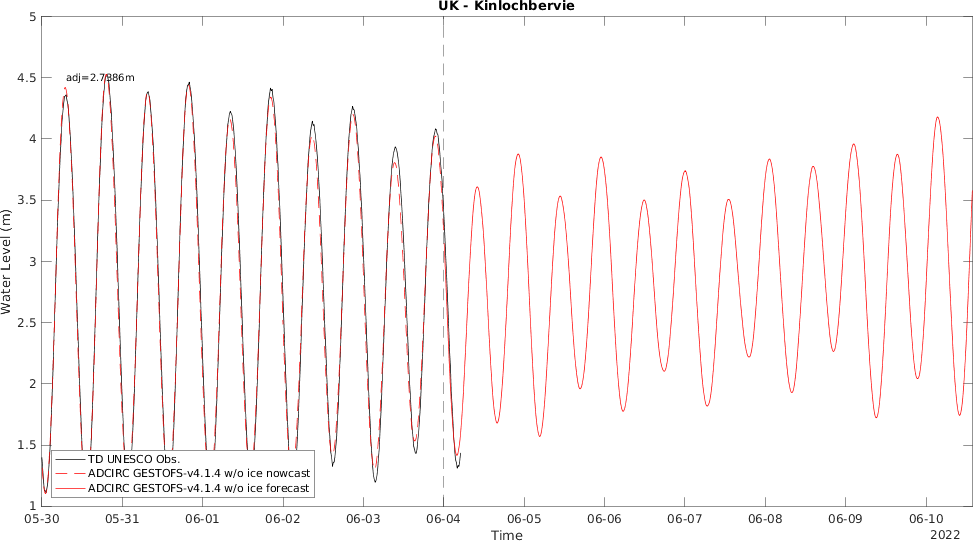 UK - Kinlochbervie
5
4.5
4
3.5
3
2.5
2
1.5
1
Water Level (m)
adj=2.7386m
TD UNESCO Obs.
ADCIRC GESTOFS-v4.1.4 w/o ice nowcast
ADCIRC GESTOFS-v4.1.4 w/o ice forecast
05-30 05-31 06-01 06-02 06-03 06-04 06-05 06-06 06-07 06-08 06-09 06-10
Time
2022